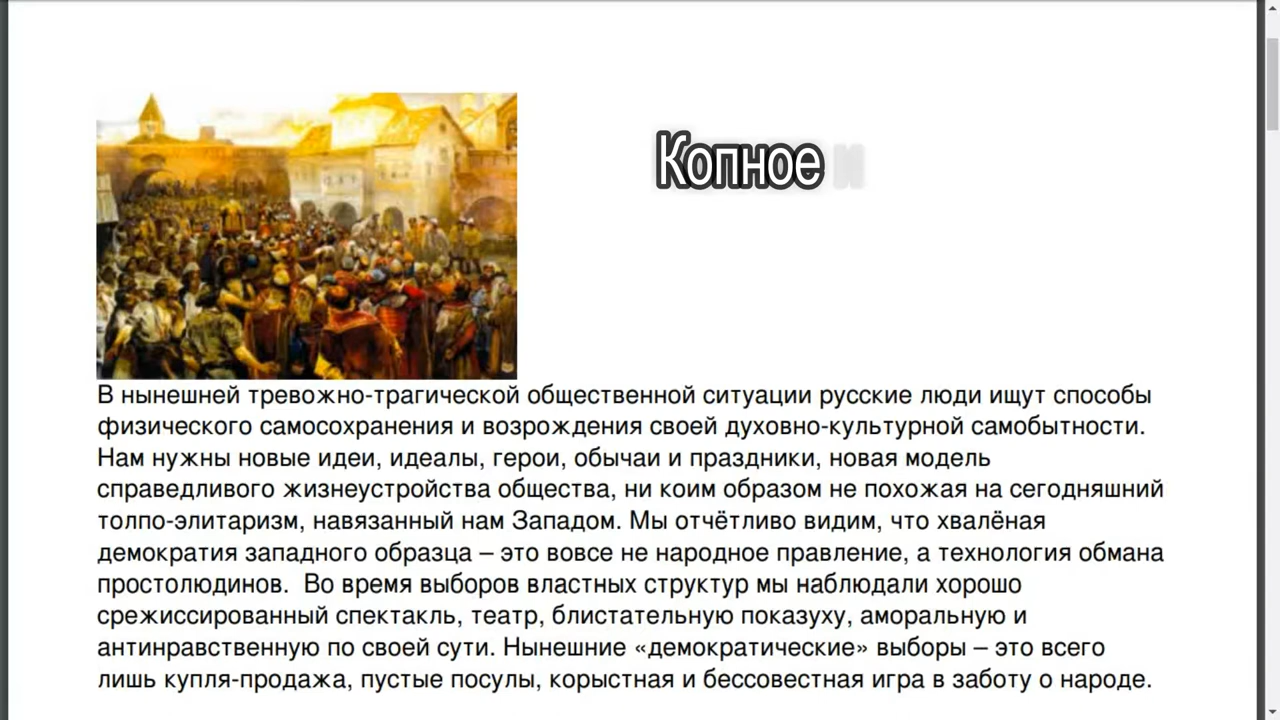 Копное и
В нынешней тревожно-трагической общественной ситуации русские люди ищут способы
физического самосохранения и возрождения своей духовно-культурной самобытности.
Нам нужны новые идеи, идеалы, герои, обычаи и праздники, новая модель
справедливого жизнеустройства общества, ни коим образом не похожая на сегодняшний
толпо-элитаризм, навязанный нам Западом. Мы отчётливо видим, что хвалёная
демократия западного образца – это вовсе не народное правление, а технология обмана
простолюдинов.  Во время выборов властных структур мы наблюдали хорошо
срежиссированный спектакль, театр, блистательную показуху, аморальную и
антинравственную по своей сути. Нынешние «демократические» выборы – это всего
лишь купля-продажа, пустые посулы, корыстная и бессовестная игра в заботу о народе.